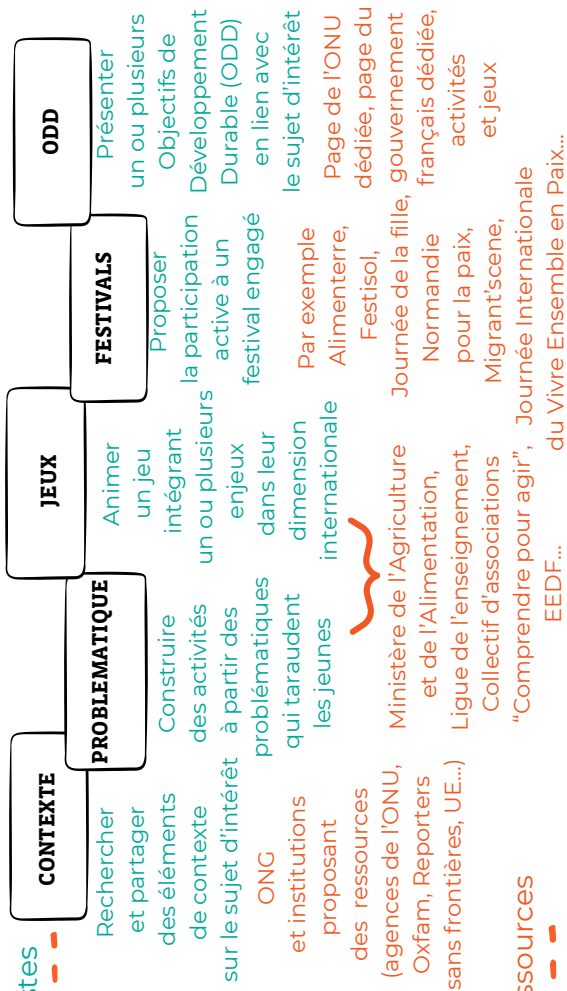 CONTEXTE
Rechercher
et partager
des éléments
de contexte
sur le sujet d'intérêt
ONG
et institutions
proposant
des ressources
(agences de l'ONU,
Oxfam, Reporters
sans frontières, UE...)
PROBLEMATIQUE
Construire
des activités
à partir des
problématiques
qui taraudent
les jeunes
JEUX
Animer
un jeu
intégrant
un ou plusieurs
enjeux
dans leur
dimension
internationale
Ministère de l'Agriculture
et de l'Alimentation,
Ligue de l'enseignement,
Collectif d'associations
“Comprendre pour agir”,
EEDF...
FESTIVALS
Proposer
la participation
active à un
festival engagé
Par exemple
Alimenterre,
Festisol,
Journée de la fille,
Normandie
pour la paix,
Migrant'scene,
Journée Internationale
du Vivre Ensemble en Paix...
ODD
Présenter
un ou plusieurs
Objectifs de
Développement
Durable (ODD)
en lien avec
le sujet d'intérêt
Page de l'ONU
dédiée, page du
gouvernement
français dédiée,
activités
et jeux